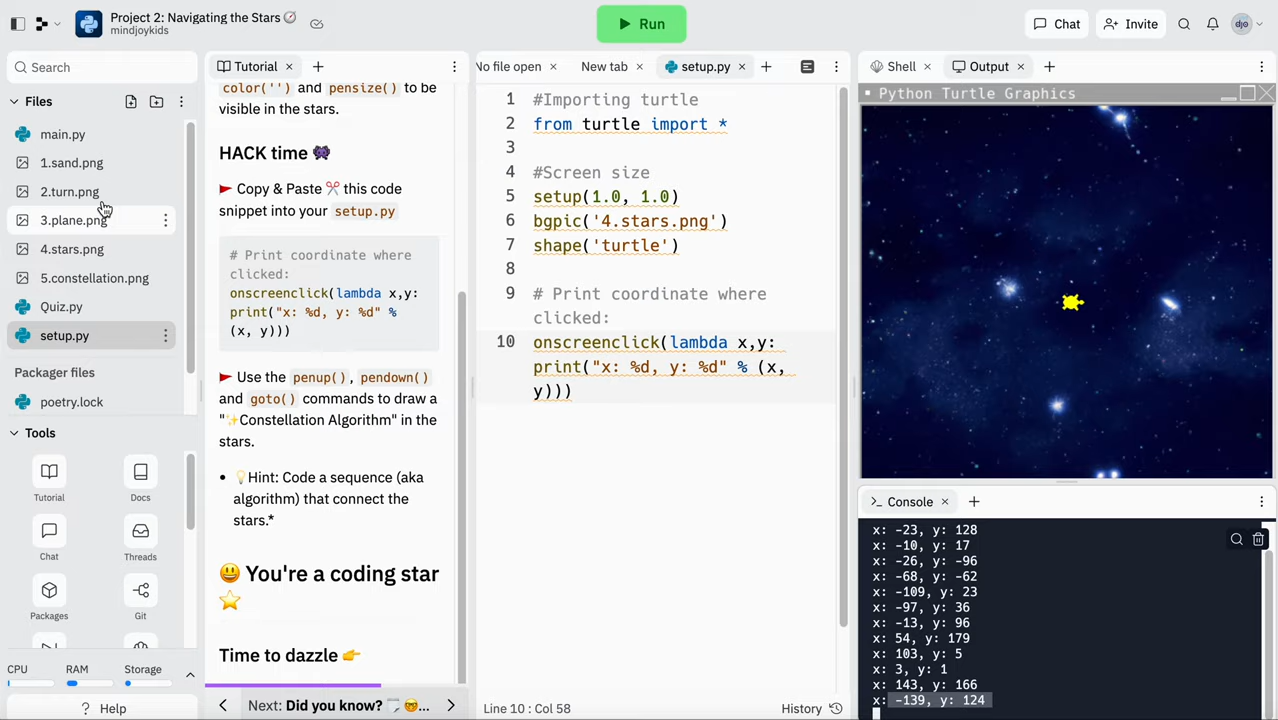 Project 2: Navigating the Stars 🧭
mindjoykids
Run
Chat
Invite
djo
Search
Files
main.py
1.sand.png
2.turn.png
3.plane.png
4.stars.png
5.constellation.png
Quiz.py
setup.py
Packager files
poetry.lock
Tools
Tutorial
Docs
Chat
Threads
Packages
Git
CPU
RAM
Storage
Help
Tutorial
color('') and pensize() to be
visible in the stars.
HACK time 👾
Copy & Paste ✂️ this code
snippet into your setup.py
# Print coordinate where
clicked:
onscreenclick(lambda x,y:
print("x: %d, y: %d" %
(x, y)))
Use the penup(), pendown()
and goto() commands to draw a
"✨Constellation Algorithm" in the
stars.
• 💡Hint: Code a sequence (aka
algorithm) that connect the
stars.*
😃 You're a coding star
⭐
Time to dazzle 👉
Next: Did you know? 🗒️ 🤓...
No file open
New tab
setup.py
1 #Importing turtle
2 from turtle import *
3
4 #Screen size
5 setup(1.0, 1.0)
6 bgpic('4.stars.png')
7 shape('turtle')
8
9 # Print coordinate where
clicked:
10 onscreenclick(lambda x,y:
print("x: %d, y: %d" % (x,
y)))
Line 10 : Col 58
History
Shell
Output
Python Turtle Graphics
Console
x: -23, y: 128
x: -10, y: 17
x: -26, y: -96
x: -68, y: -62
x: -109, y: 23
x: -97, y: 36
x: -13, y: 96
x: 54, y: 179
x: 103, y: 5
x: 3, y: 1
x: 143, y: 166
x: -139, y: 124